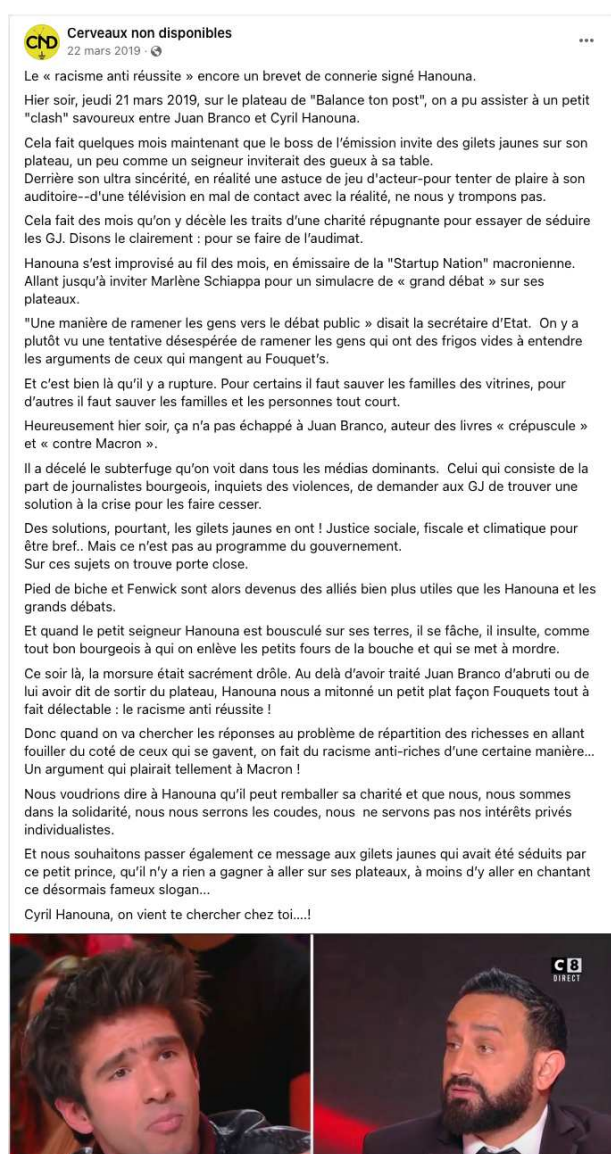 CND
Cerveaux non disponibles
22 mars 2019 ·
Le « racisme anti réussite » encore un brevet de connerie signé Hanouna.
Hier soir, jeudi 21 mars 2019, sur le plateau de "Balance ton post", on a pu assister à un petit
"clash" savoureux entre Juan Branco et Cyril Hanouna.
Cela fait quelques mois maintenant que le boss de l'émission invite des gilets jaunes sur son
plateau, un peu comme un seigneur inviterait des gueux à sa table.
Derrière son ultra sincérité, en réalité une astuce de jeu d'acteur-pour tenter de plaire à son
auditoire--d'une télévision en mal de contact avec la réalité, ne nous y trompons pas.
Cela fait des mois qu'on y décèle les traits d'une charité répugnante pour essayer de séduire
les GJ. Disons le clairement : pour se faire de l'audimat.
Hanouna s'est improvisé au fil des mois, en émissaire de la "Startup Nation" macronienne.
Allant jusqu'à inviter Marlène Schiappa pour un simulacre de « grand débat » sur ses
plateaux.
"Une manière de ramener les gens vers le débat public » disait la secrétaire d'Etat.  On y a
plutôt vu une tentative désespérée de ramener les gens qui ont des frigos vides à entendre
les arguments de ceux qui mangent au Fouquet's.
Et c'est bien là qu'il y a rupture. Pour certains il faut sauver les familles des vitrines, pour
d'autres il faut sauver les familles et les personnes tout court.
Heureusement hier soir, ça n'a pas échappé à Juan Branco, auteur des livres « crépuscule »
et « contre Macron ».
Il a décelé le subterfuge qu'on voit dans tous les médias dominants.  Celui qui consiste de la
part de journalistes bourgeois, inquiets des violences, de demander aux GJ de trouver une
solution à la crise pour les faire cesser.
Des solutions, pourtant, les gilets jaunes en ont ! Justice sociale, fiscale et climatique pour
être bref.. Mais ce n'est pas au programme du gouvernement.
Sur ces sujets on trouve porte close.
Pied de biche et Fenwick sont alors devenus des alliés bien plus utiles que les Hanouna et les
grands débats.
Et quand le petit seigneur Hanouna est bousculé sur ses terres, il se fâche, il insulte, comme
tout bon bourgeois à qui on enlève les petits fours de la bouche et qui se met à mordre.
Ce soir là, la morsure était sacrément drôle. Au delà d'avoir traité Juan Branco d'abruti ou de
lui avoir dit de sortir du plateau, Hanouna nous a mitonné un petit plat façon Fouquets tout à
fait délectable : le racisme anti réussite !
Donc quand on va chercher les réponses au problème de répartition des richesses en allant
fouiller du coté de ceux qui se gavent, on fait du racisme anti-riches d'une certaine manière...
Un argument qui plairait tellement à Macron !
Nous voudrions dire à Hanouna qu'il peut remballer sa charité et que nous, nous sommes
dans la solidarité, nous nous serrons les coudes, nous  ne servons pas nos intérêts privés
individualistes.
Et nous souhaitons passer également ce message aux gilets jaunes qui avait été séduits par
ce petit prince, qu'il n'y a rien a gagner à aller sur ses plateaux, à moins d'y aller en chantant
ce désormais fameux slogan...
Cyril Hanouna, on vient te chercher chez toi....!
C8
DIRECT